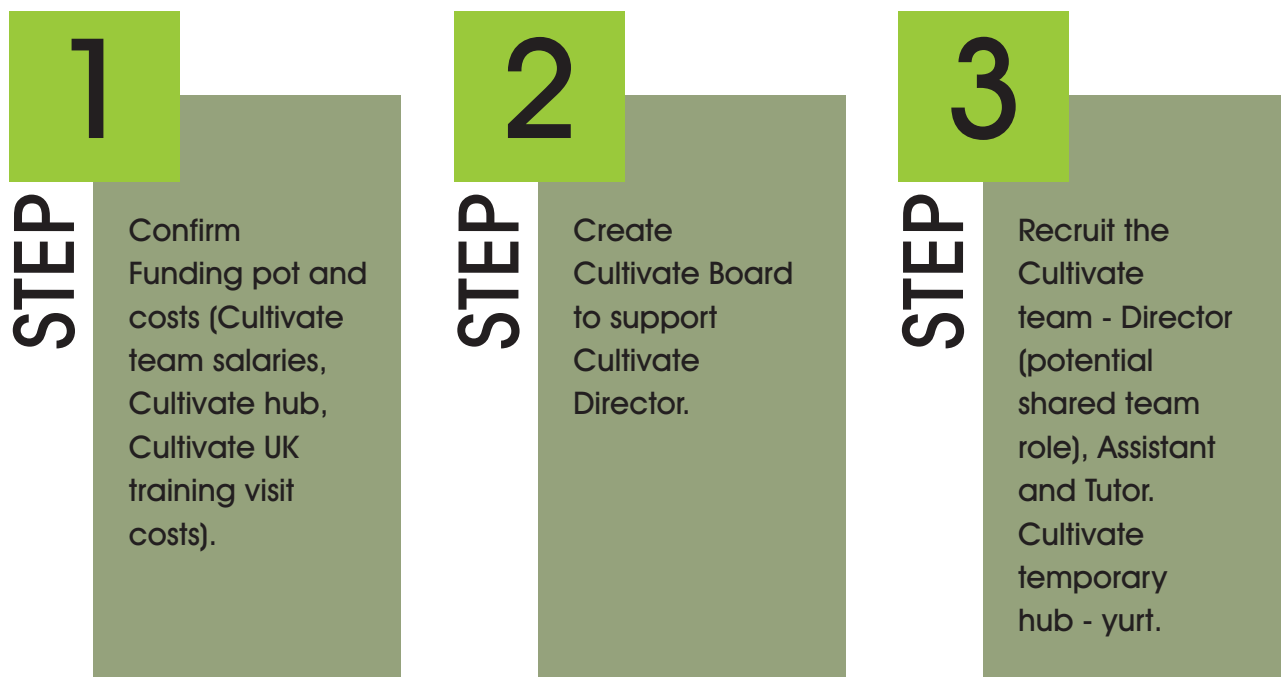 1
STEP
Confirm
Funding pot and
costs (Cultivate
team salaries,
Cultivate hub,
Cultivate UK
training visit
costs).
2
STEP
Create
Cultivate Board
to support
Cultivate
Director.
3
STEP
Recruit the
Cultivate
team - Director
(potential
shared team
role), Assistant
and Tutor.
Cultivate
temporary
hub - yurt.